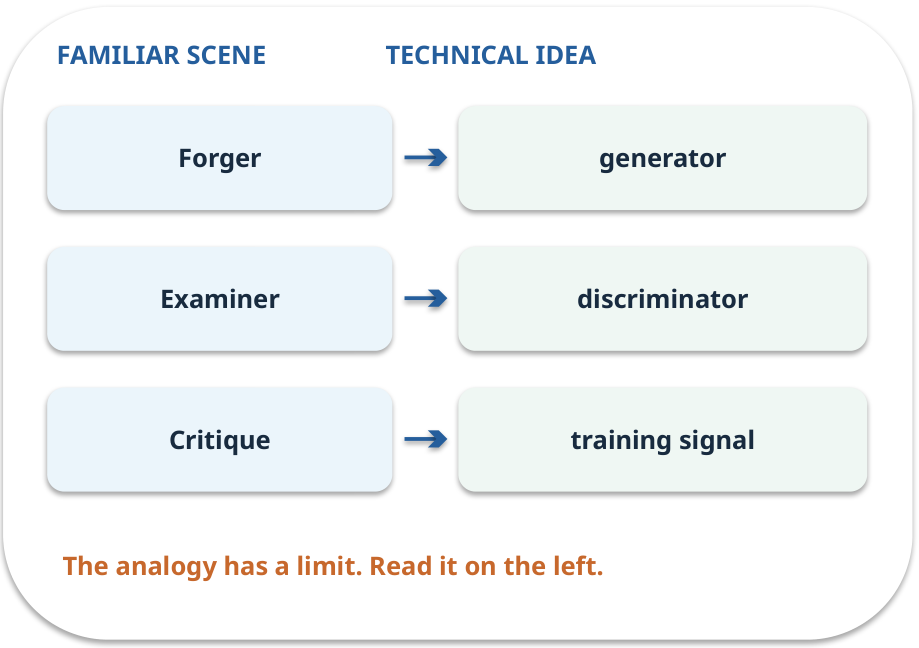 FAMILIAR SCENE TECHNICAL IDEA
Forger generator
Examiner discriminator
Critique training signal
The analogy has a limit. Read it on the left.